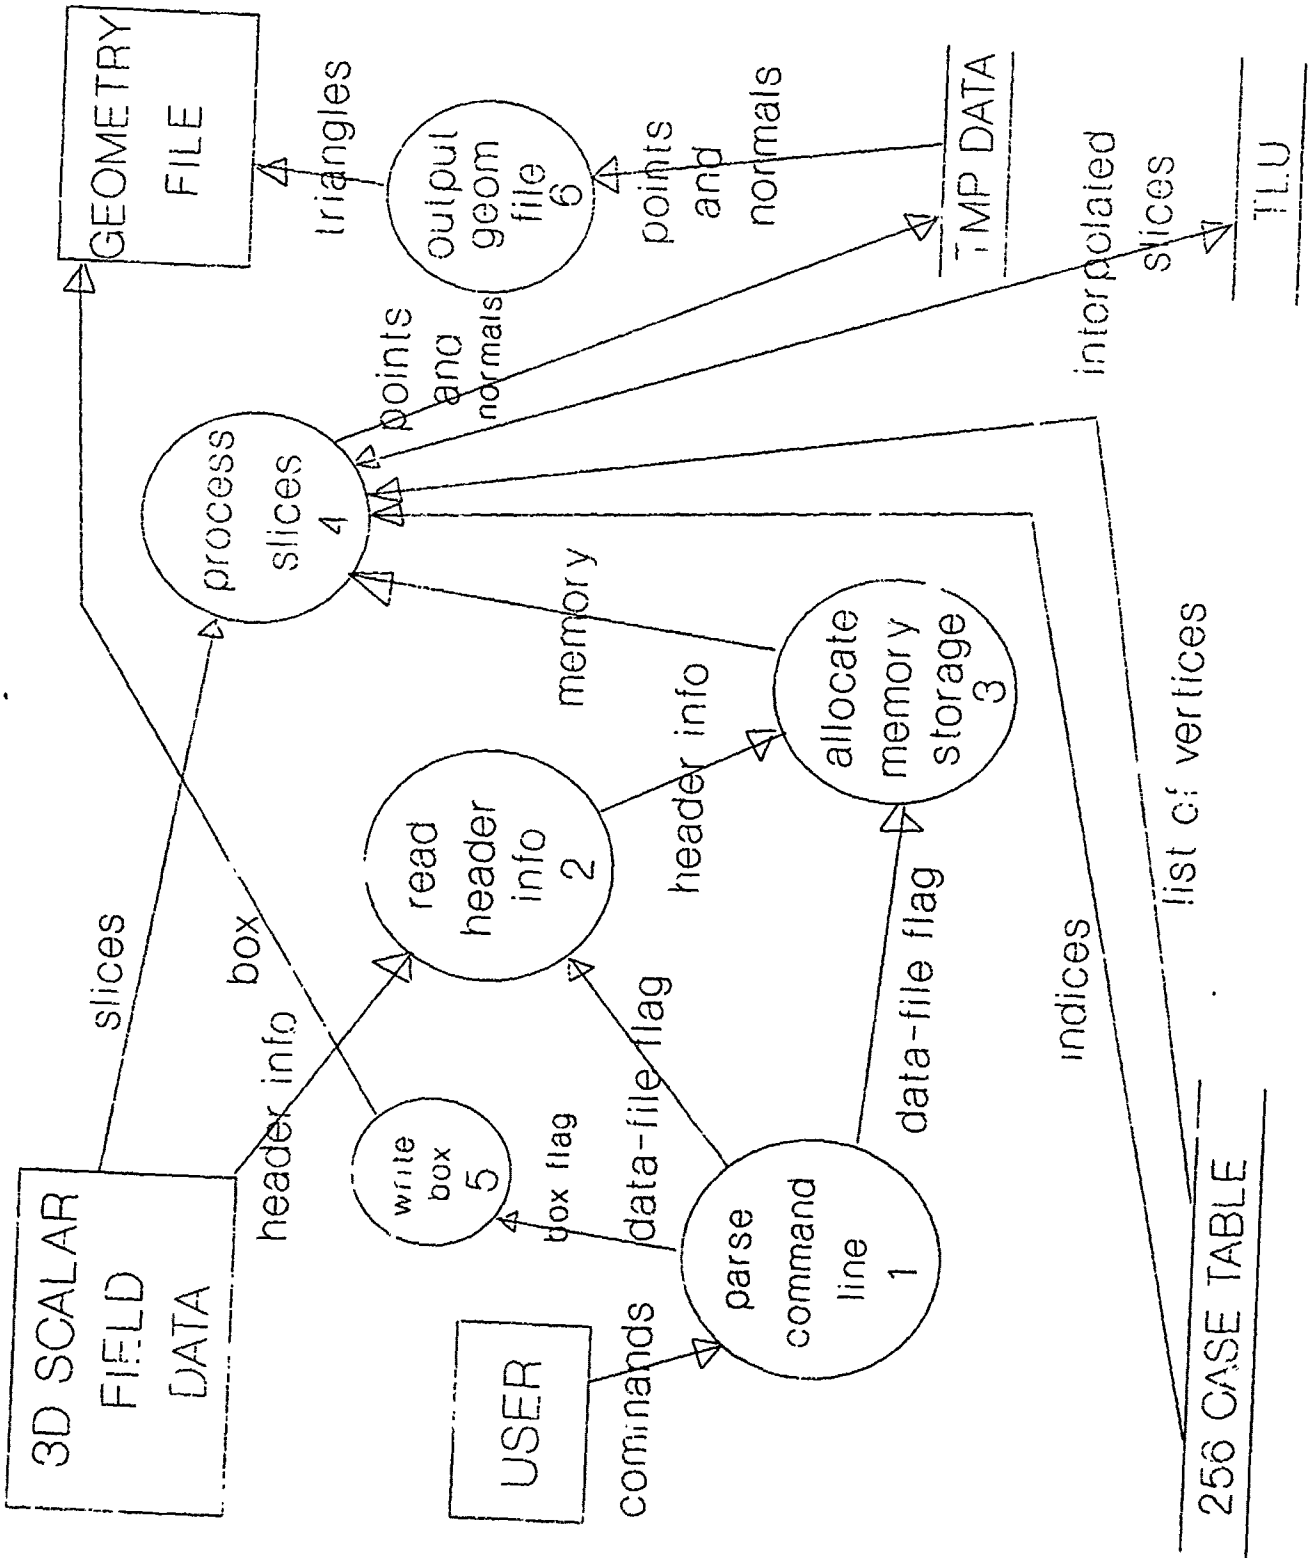 3D SCALAR
FIELD
DATA
slices
GEOMETRY
FILE
header info
box
process
slices
4
triangles
write
box
5
read
header
info
2
points
and
normals
output
geom
file
6
USER
box flag
data-file flag
memory
commands
parse
command
line
1
header info
allocate
memory
storage
3
points
and
normals
data-file flag
TMP DATA
indices
interpolated
slices
list of vertices
256 CASE TABLE
TLU